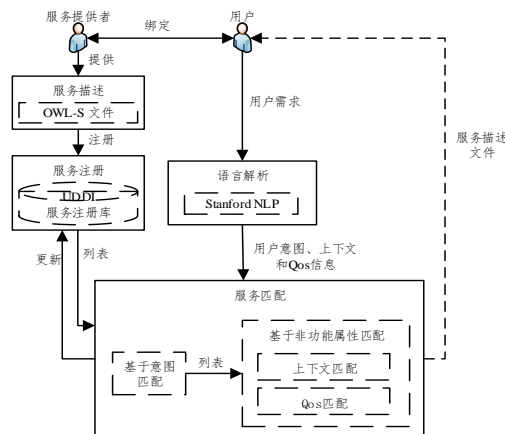 服务提供者
用户
绑定
提供
服务描述
OWL-S 文件
注册
用户需求
服务描述
文件
服务注册
UDDI
服务注册库
语言解析
Stanford NLP
更新
列表
用户意图、上下文
和Qos信息
服务匹配
基于非功能属性匹配
基于意图
匹配
列表
上下文匹配
Qos匹配